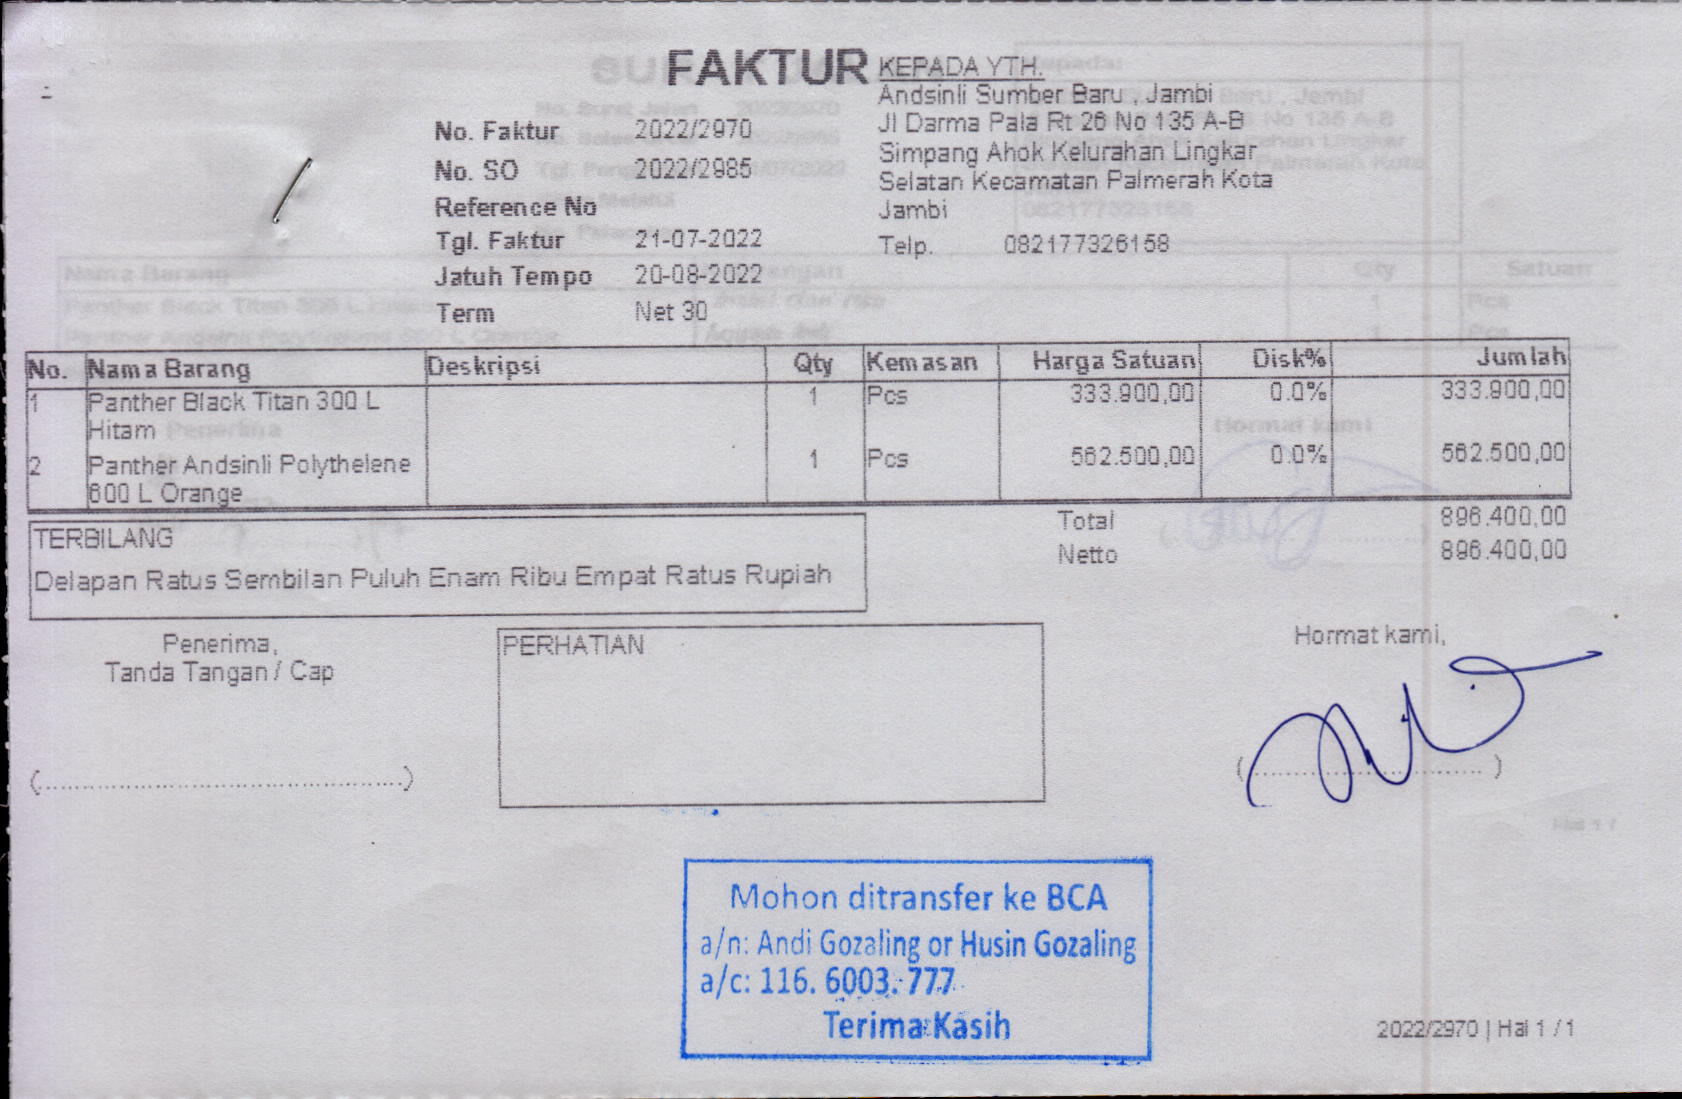 FAKTUR
No. Faktur 2022/2970
No. SO 2022/2985
Reference No
Tgl. Faktur 21-07-2022
Jatuh Tempo 20-08-2022
Term Net 30
KEPADA YTH.
Andsinli Sumber Baru , Jambi
Jl Darma Pala Rt 26 No 135 A-B
Simpang Ahok Kelurahan Lingkar
Selatan Kecamatan Palmerah Kota
Jambi
Telp. 082177326158
No. Nama Barang Deskripsi Qty Kemasan Harga Satuan Disk% Jumlah
1 Panther Black Titan 300 L 1 Pcs 333.900,00 0.0% 333.900,00
Hitam
2 Panther Andsinli Polythelene 1 Pcs 562.500,00 0.0% 562.500,00
600 L Orange
Total 896.400,00
Netto 896.400,00
TERBILANG
Delapan Ratus Sembilan Puluh Enam Ribu Empat Ratus Rupiah
Penerima,
Tanda Tangan / Cap
(............................................)
PERHATIAN
Hormat kami,
(............................ )
Mohon ditransfer ke BCA
a/n: Andi Gozaling or Husin Gozaling
a/c: 116. 6003. 777
Terima Kasih
2022/2970 | Hal 1 / 1